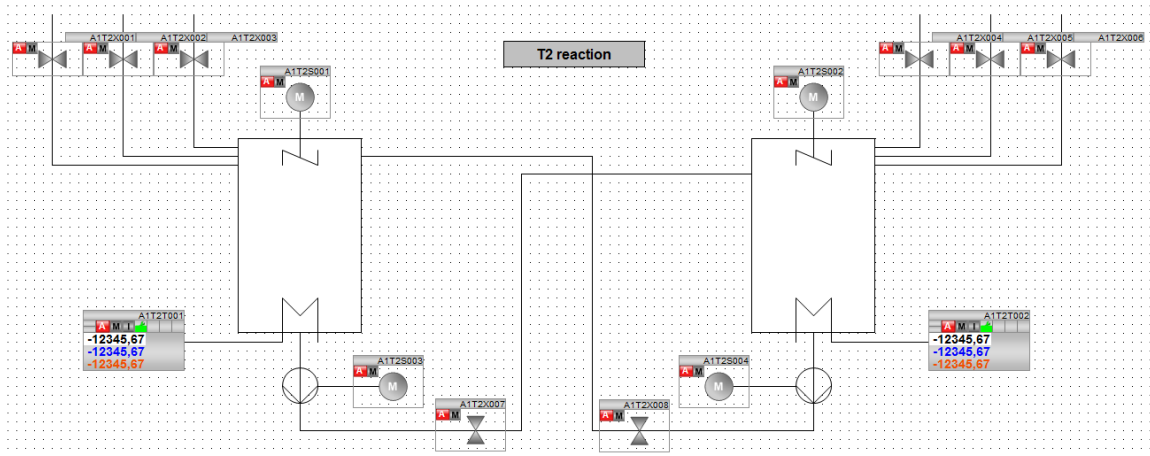 A1T2X001 A1T2X002 A1T2X003
A M A M A M
T2 reaction
A1T2X004 A1T2X005 A1T2X006
A M A M A M
A1T2S001
A M
M
A1T2S002
A M
M
A1T2T001
A M I
-12345,67
-12345,67
-12345,67
A1T2T002
A M I
-12345,67
-12345,67
-12345,67
A1T2S003
A M
M
A1T2S004
A M
M
A1T2X007
A M
A1T2X008
A M